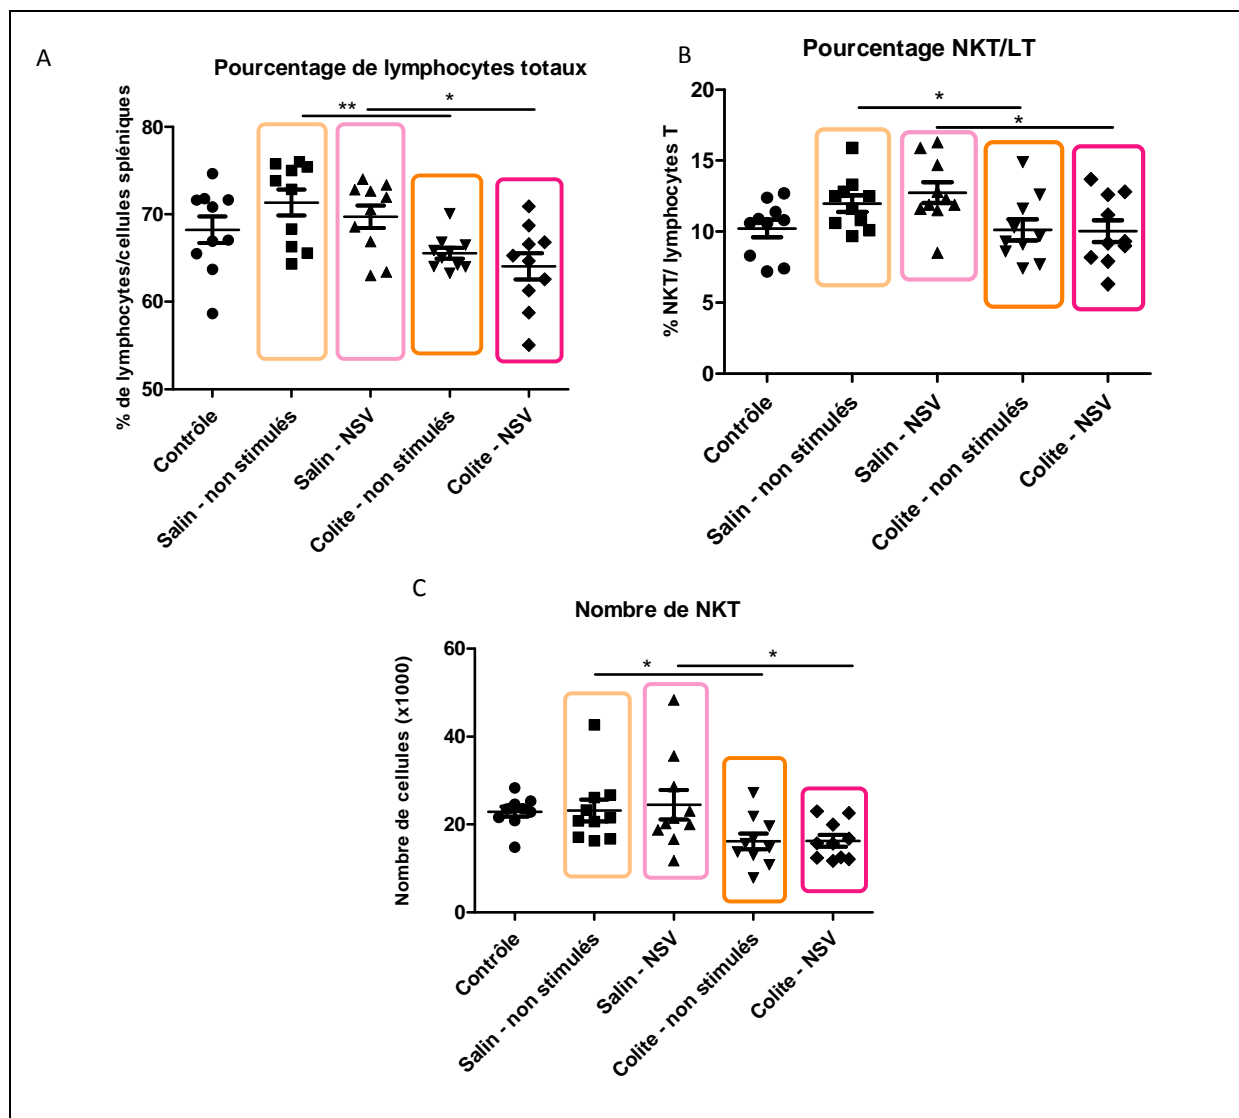 A
Pourcentage de lymphocytes totaux
** *
% de lymphocytes/cellules spléniques
80
70
60
50
Contrôle
Salin - non stimulés
Salin - NSV
Colite - non stimulés
Colite - NSV
B
Pourcentage NKT/LT
*
*
% NKT/ lymphocytes T
20
15
10
5
0
Contrôle
Salin - non stimulés
Salin - NSV
Colite - non stimulés
Colite - NSV
C
Nombre de NKT
* *
Nombre de cellules (x1000)
60
40
20
0
Contrôle
Salin - non stimulés
Salin - NSV
Colite - non stimulés
Colite - NSV